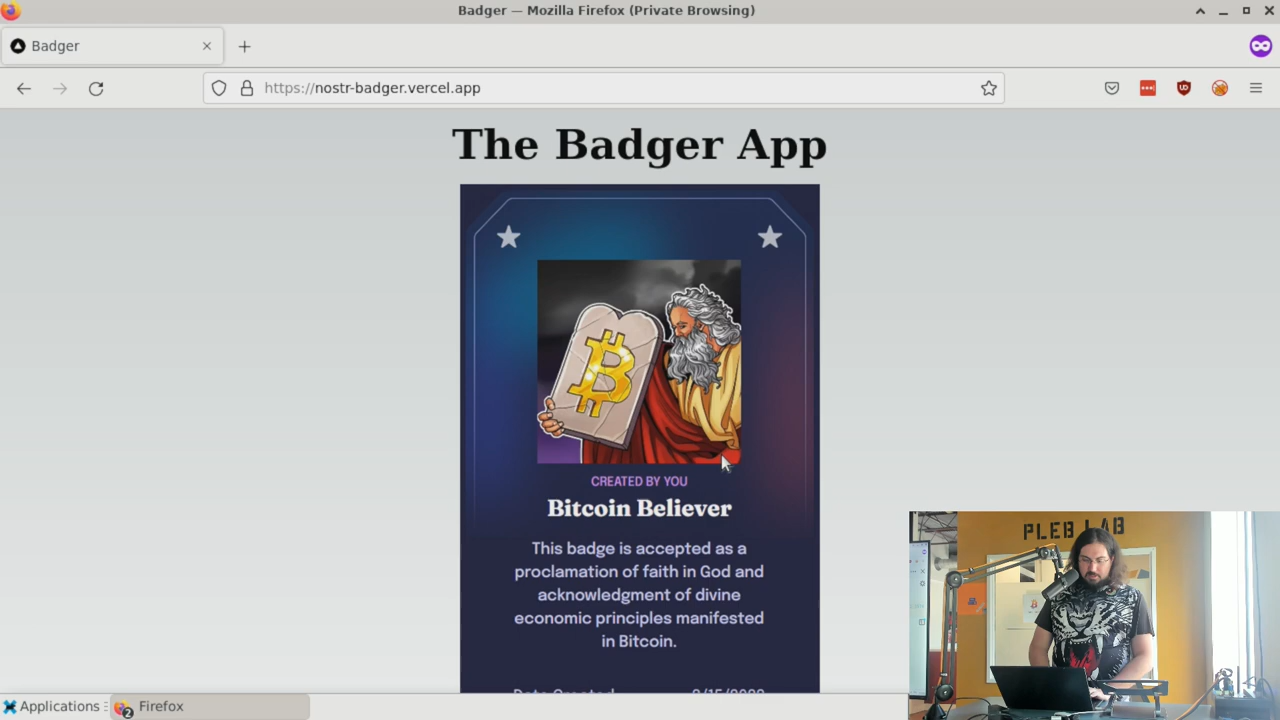 Badger — Mozilla Firefox (Private Browsing)
Badger
https://nostr-badger.vercel.app
The Badger App
CREATED BY YOU
Bitcoin Believer
This badge is accepted as a
proclamation of faith in God and
acknowledgment of divine
economic principles manifested
in Bitcoin.
PLEB LAB
Applications
Firefox
2